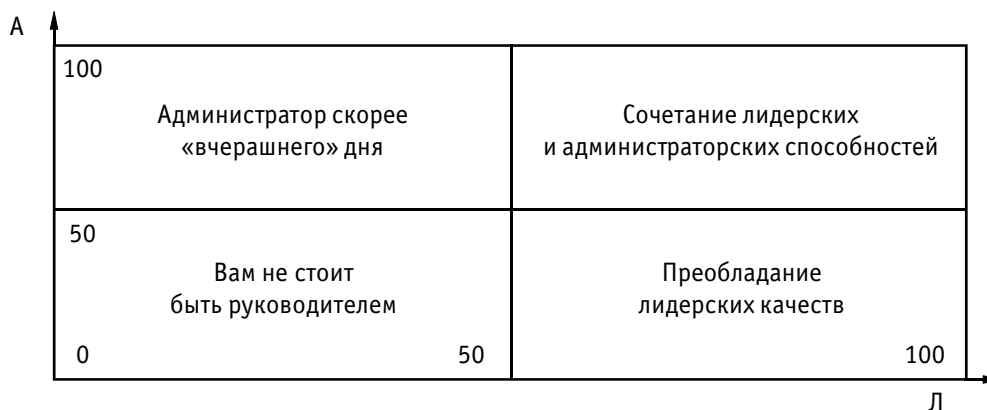 А
100
Администратор скорее
«вчерашнего» дня
Сочетание лидерских
и администраторских способностей
50
Вам не стоит
быть руководителем
Преобладание
лидерских качеств
0
50
100
Л